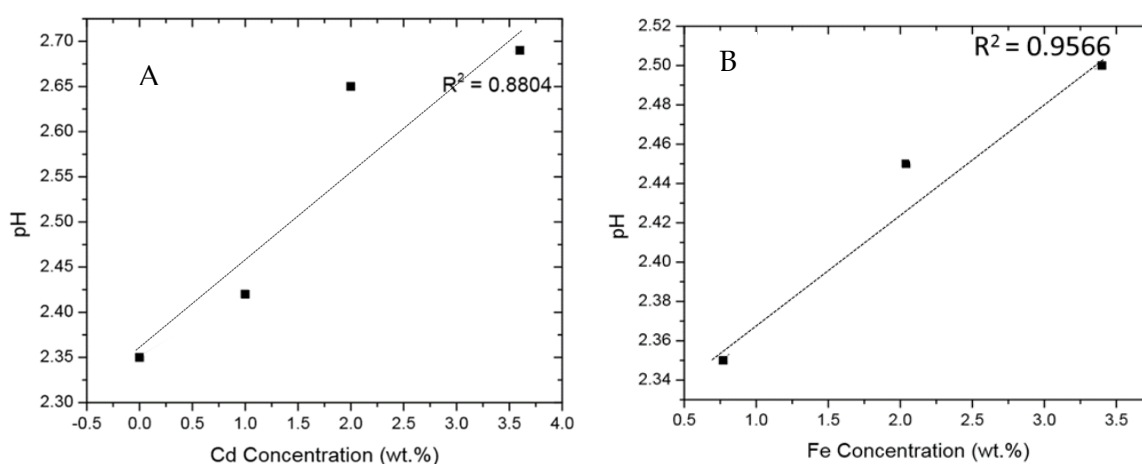 A
R² = 0.8804
pH
2.70
2.65
2.60
2.55
2.50
2.45
2.40
2.35
2.30
-0.5 0.0 0.5 1.0 1.5 2.0 2.5 3.0 3.5 4.0
Cd Concentration (wt.%)
B
R² = 0.9566
pH
2.52
2.50
2.48
2.46
2.44
2.42
2.40
2.38
2.36
2.34
0.5 1.0 1.5 2.0 2.5 3.0 3.5
Fe Concentration (wt.%)